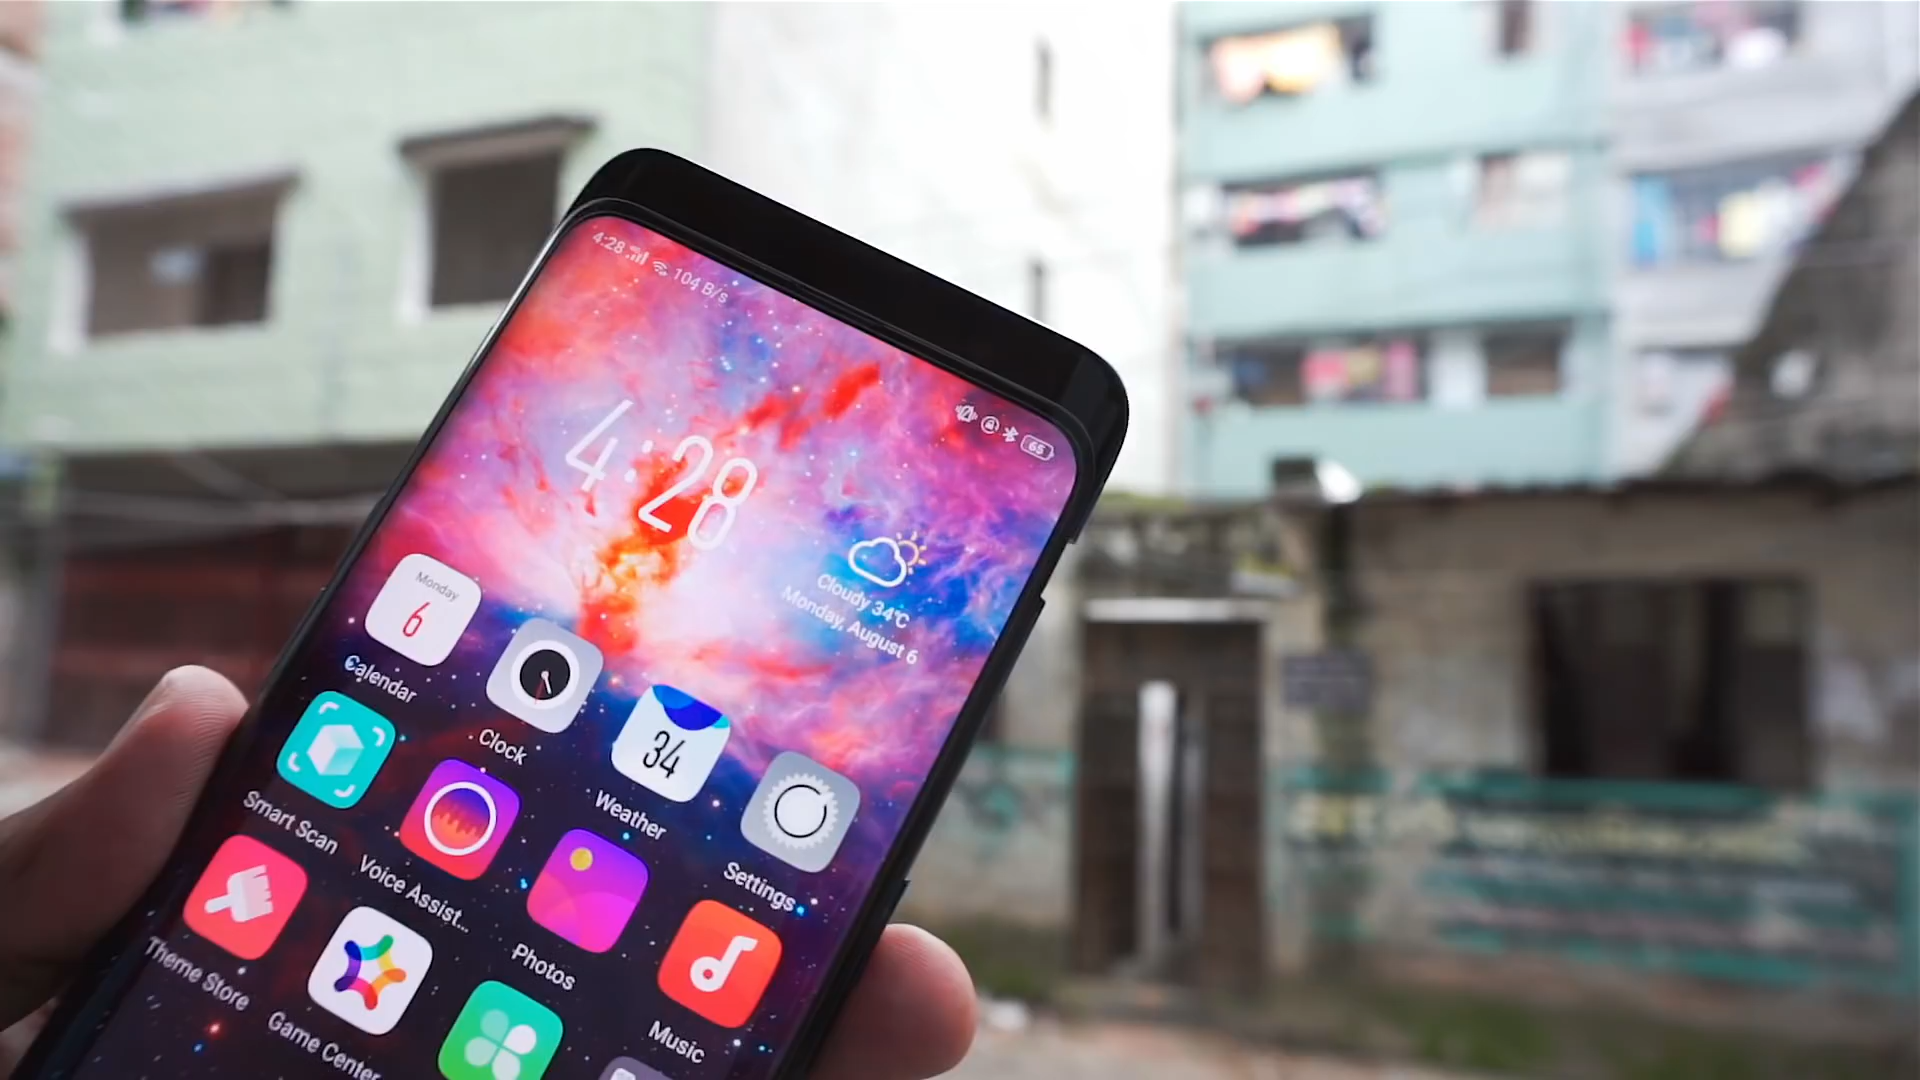 4:28 104 B/s
65
4:28
Cloudy 34°C
Monday, August 6
Monday
6
Calendar
Clock
34
Weather
Settings
Smart Scan
Voice Assist...
Photos
Music
Theme Store
Game Center